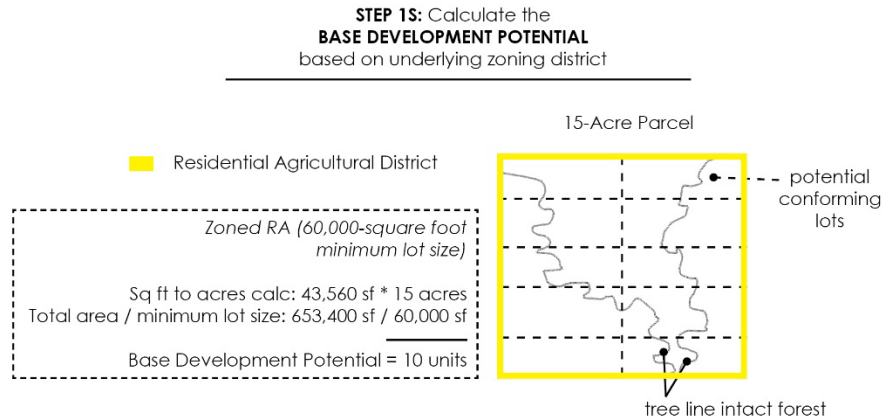 STEP 1S: Calculate the
BASE DEVELOPMENT POTENTIAL
based on underlying zoning district
15-Acre Parcel
Residential Agricultural District
potential
conforming
lots
Zoned RA (60,000-square foot
minimum lot size)
Sq ft to acres calc: 43,560 sf * 15 acres
Total area / minimum lot size: 653,400 sf / 60,000 sf
Base Development Potential = 10 units
tree line intact forest